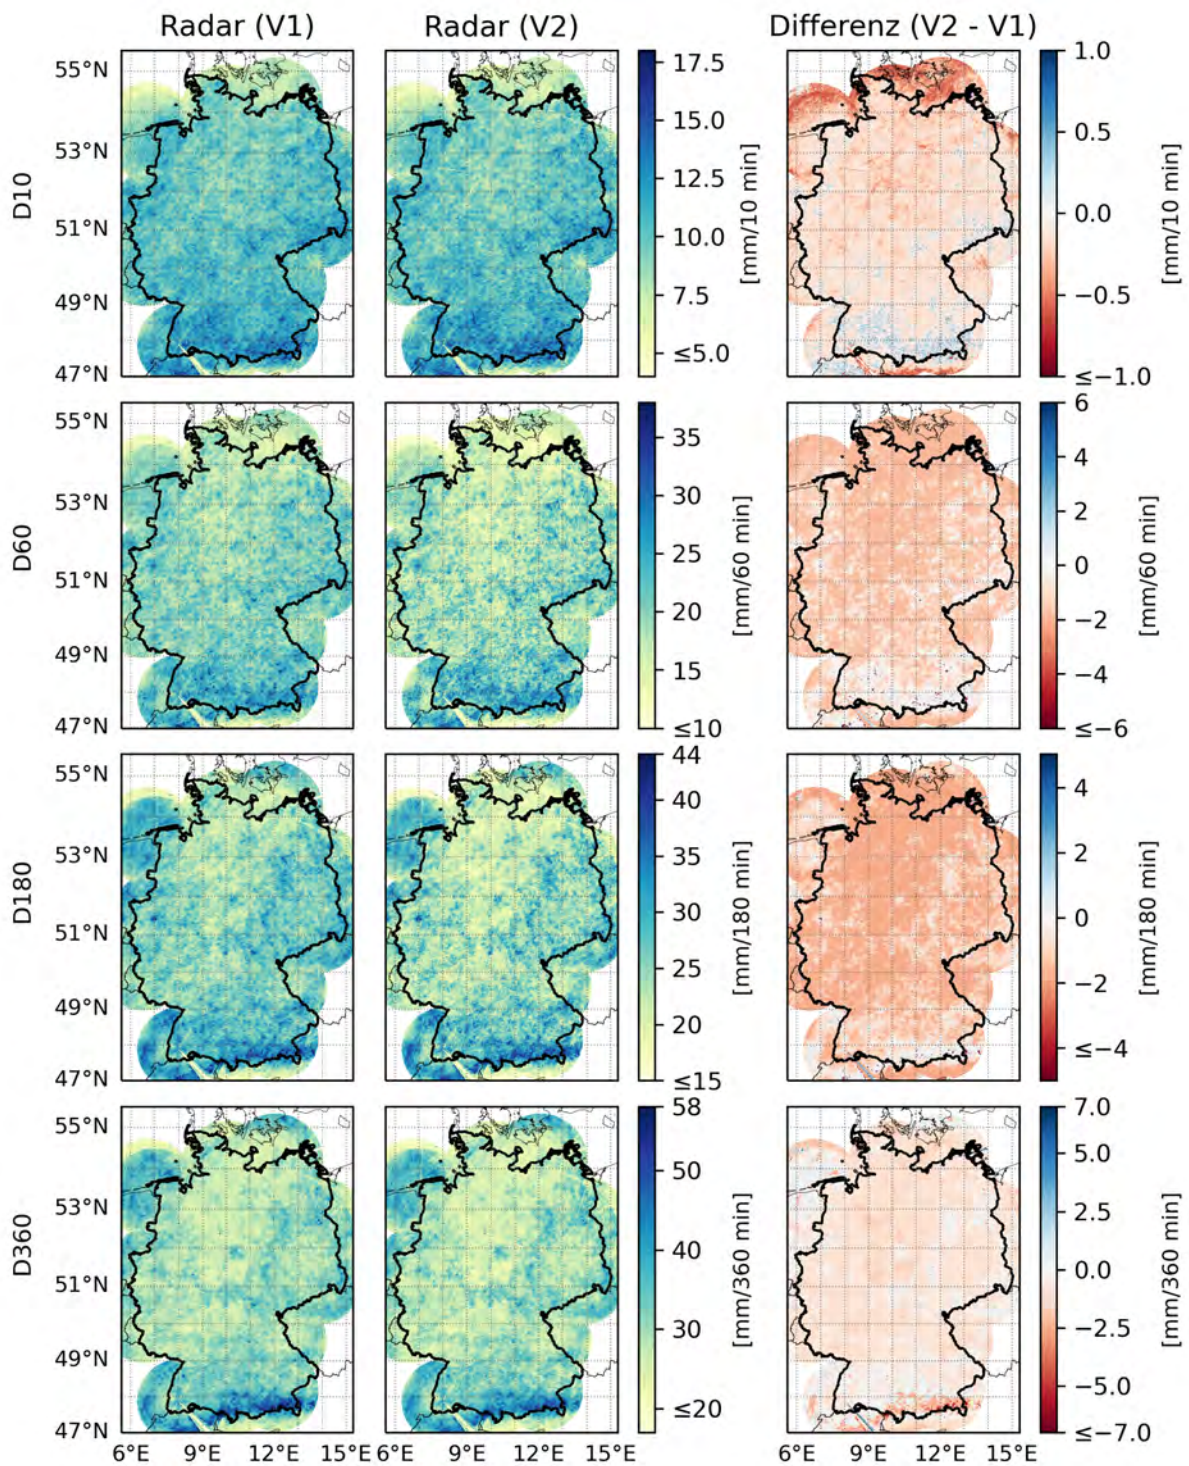 Radar (V1) Radar (V2) Differenz (V2 - V1)
D10
55°N
53°N
51°N
49°N
47°N
17.5
15.0
12.5
10.0
7.5
≤5.0
[mm/10 min]
1.0
0.5
0.0
−0.5
≤−1.0
[mm/10 min]
D60
55°N
53°N
51°N
49°N
47°N
35
30
25
20
15
≤10
[mm/60 min]
6
4
2
0
−2
−4
≤−6
[mm/60 min]
D180
55°N
53°N
51°N
49°N
47°N
44
40
35
30
25
20
≤15
[mm/180 min]
4
2
0
−2
≤−4
[mm/180 min]
D360
55°N
53°N
51°N
49°N
47°N
58
50
40
30
≤20
[mm/360 min]
7.0
5.0
2.5
0.0
−2.5
−5.0
≤−7.0
[mm/360 min]
6°E 9°E 12°E 15°E 6°E 9°E 12°E 15°E 6°E 9°E 12°E 15°E